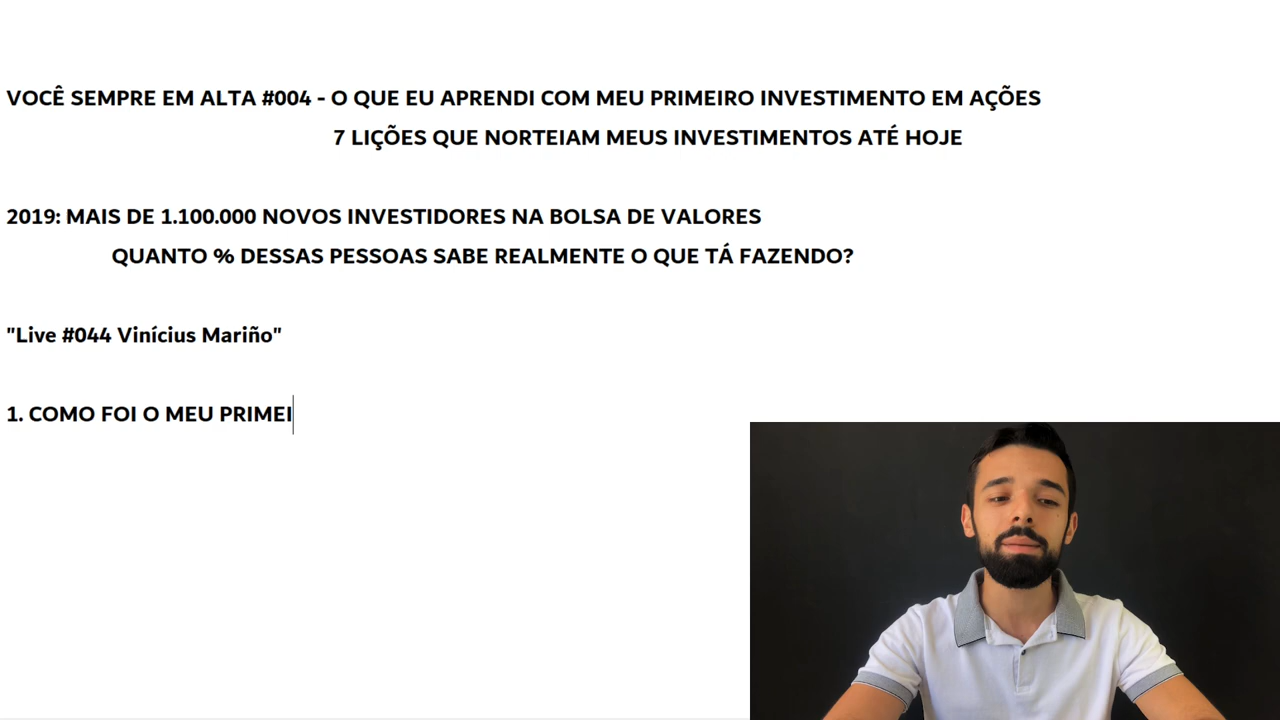 VOCÊ SEMPRE EM ALTA #004 - O QUE EU APRENDI COM MEU PRIMEIRO INVESTIMENTO EM AÇÕES
7 LIÇÕES QUE NORTEIAM MEUS INVESTIMENTOS ATÉ HOJE
2019: MAIS DE 1.100.000 NOVOS INVESTIDORES NA BOLSA DE VALORES
QUANTO % DESSAS PESSOAS SABE REALMENTE O QUE TÁ FAZENDO?
"Live #044 Vinícius Mariño"
1. COMO FOI O MEU PRIMEI